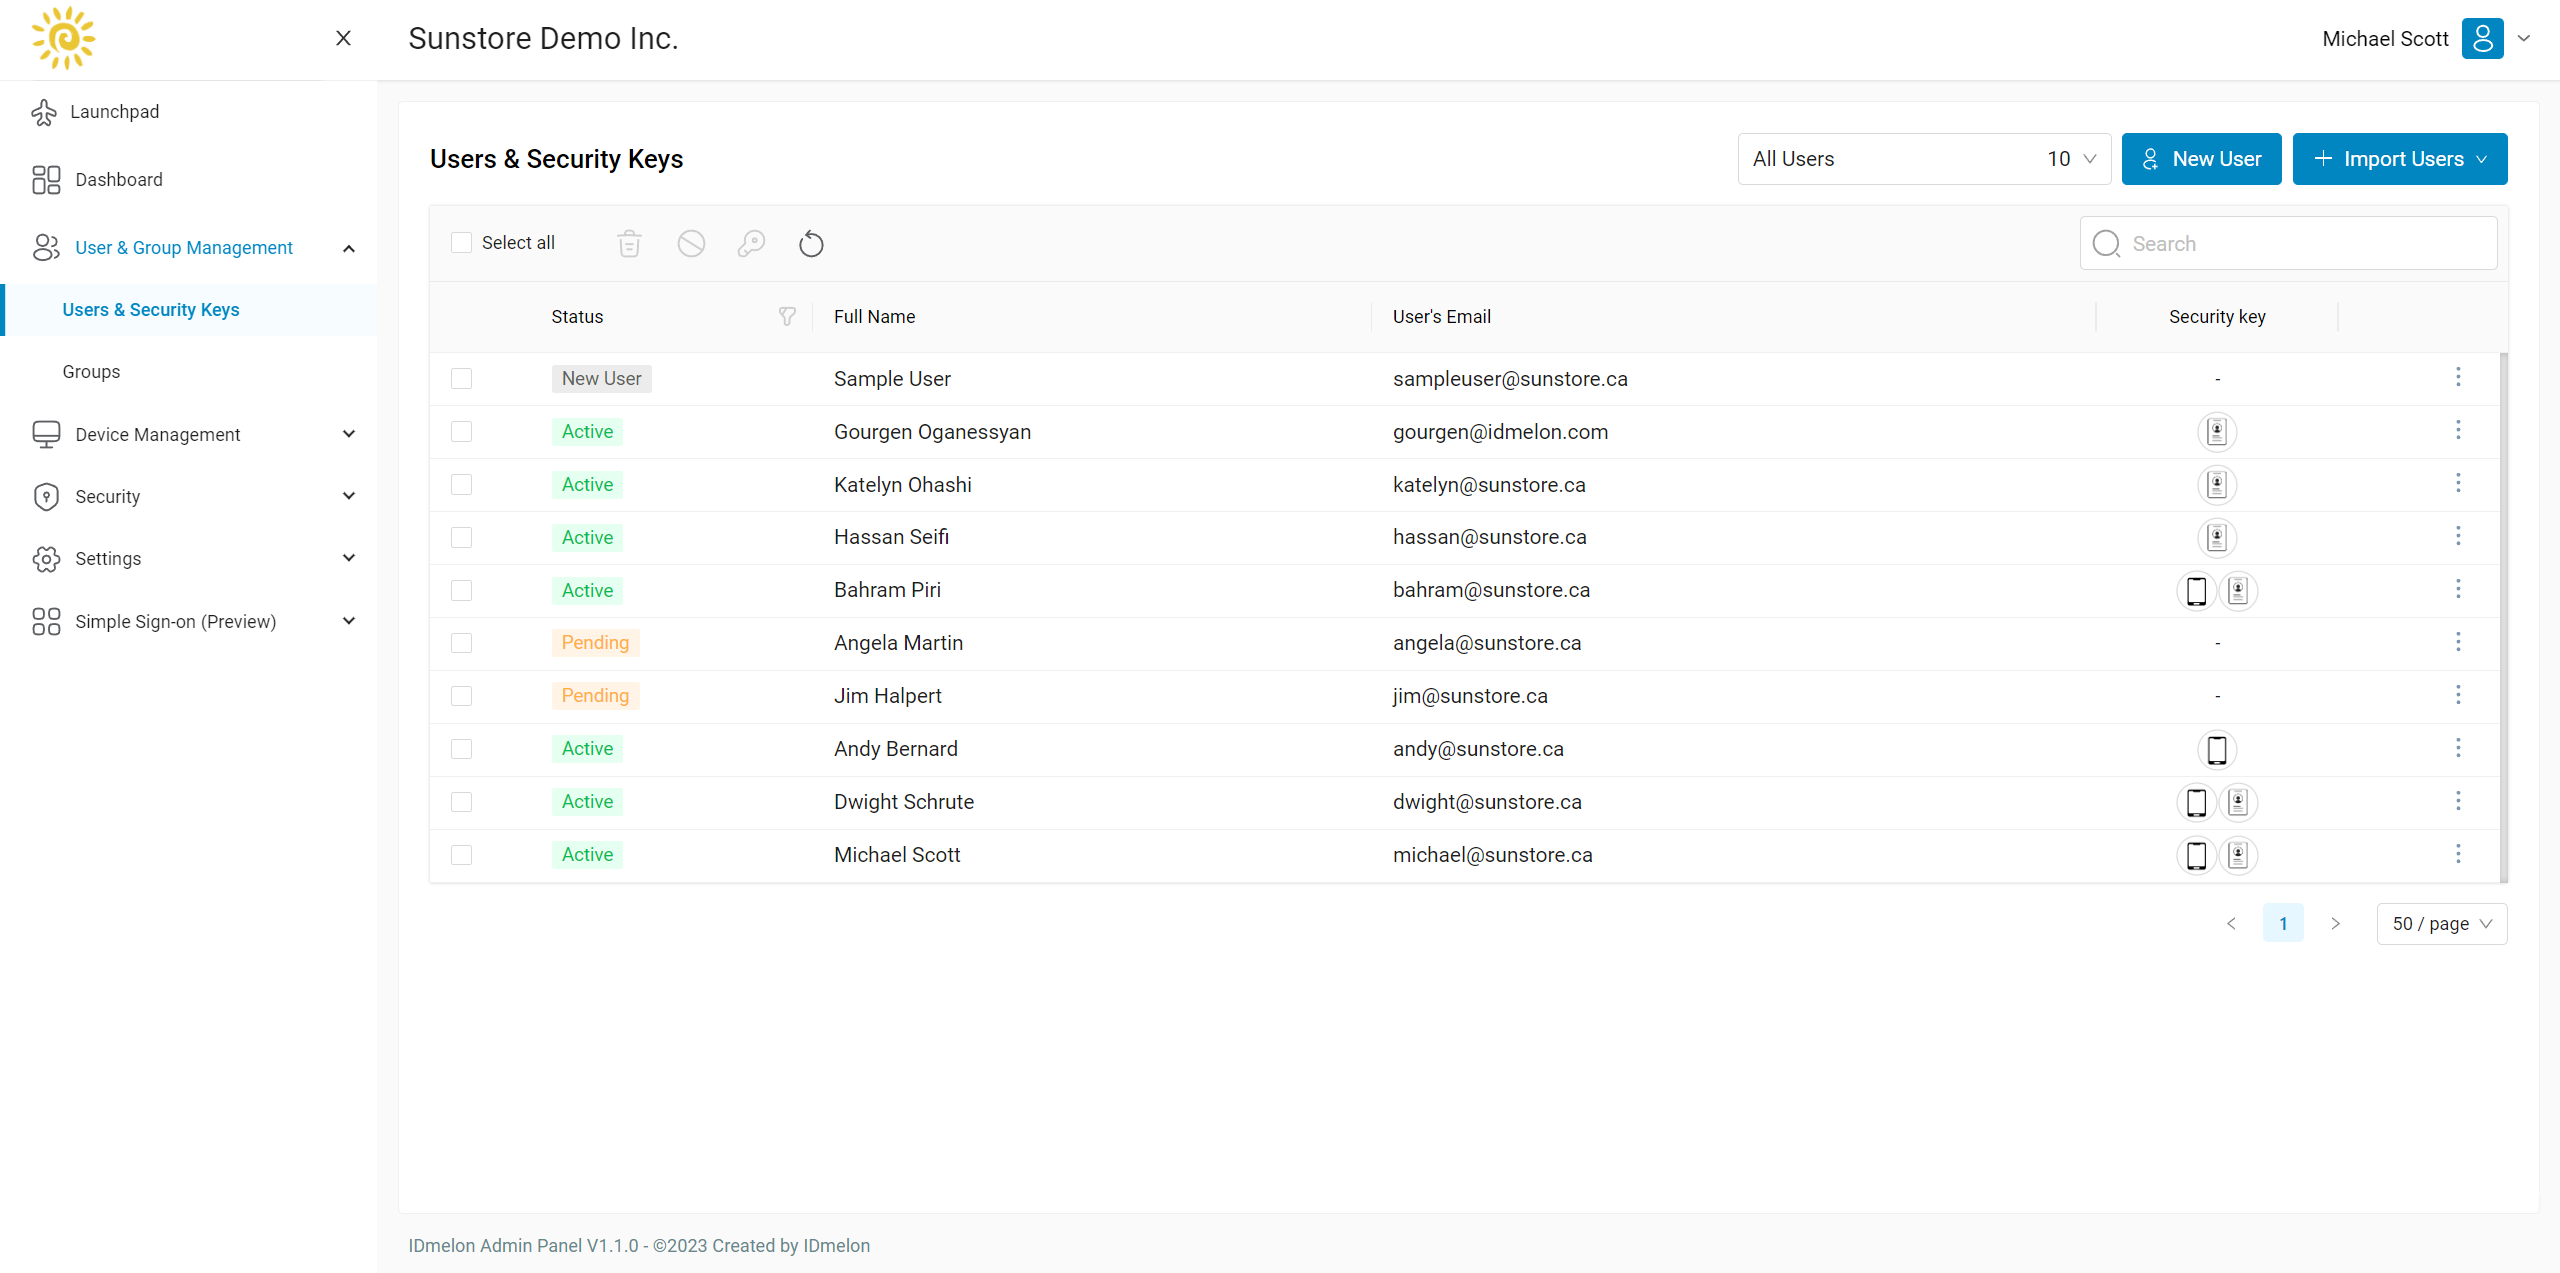 Sunstore Demo Inc.
Michael Scott
Launchpad
Dashboard
User & Group Management
Users & Security Keys
Groups
Device Management
Security
Settings
Simple Sign-on (Preview)
Users & Security Keys
All Users 10
New User
Import Users
Select all
Search
Status Full Name User's Email Security key
New User Sample User sampleuser@sunstore.ca -
Active Gourgen Oganessyan gourgen@idmelon.com
Active Katelyn Ohashi katelyn@sunstore.ca
Active Hassan Seifi hassan@sunstore.ca
Active Bahram Piri bahram@sunstore.ca
Pending Angela Martin angela@sunstore.ca -
Pending Jim Halpert jim@sunstore.ca -
Active Andy Bernard andy@sunstore.ca
Active Dwight Schrute dwight@sunstore.ca
Active Michael Scott michael@sunstore.ca
< 1 > 50 / page
IDmelon Admin Panel V1.1.0 - ©2023 Created by IDmelon